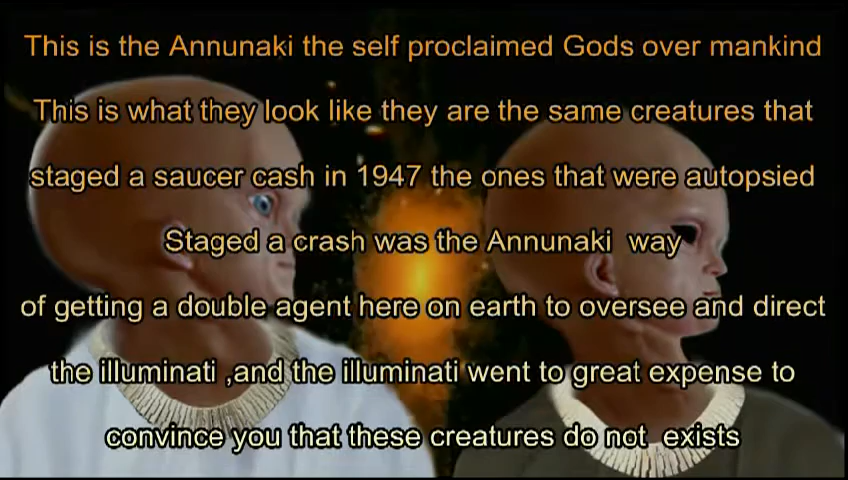 This is the Annunaki the self proclaimed Gods over mankind
This is what they look like they are the same creatures that
staged a saucer cash in 1947 the ones that were autopsied
Staged a crash was the Annunaki way
of getting a double agent here on earth to oversee and direct
the illuminati ,and the illuminati went to great expense to
convince you that these creatures do not exists